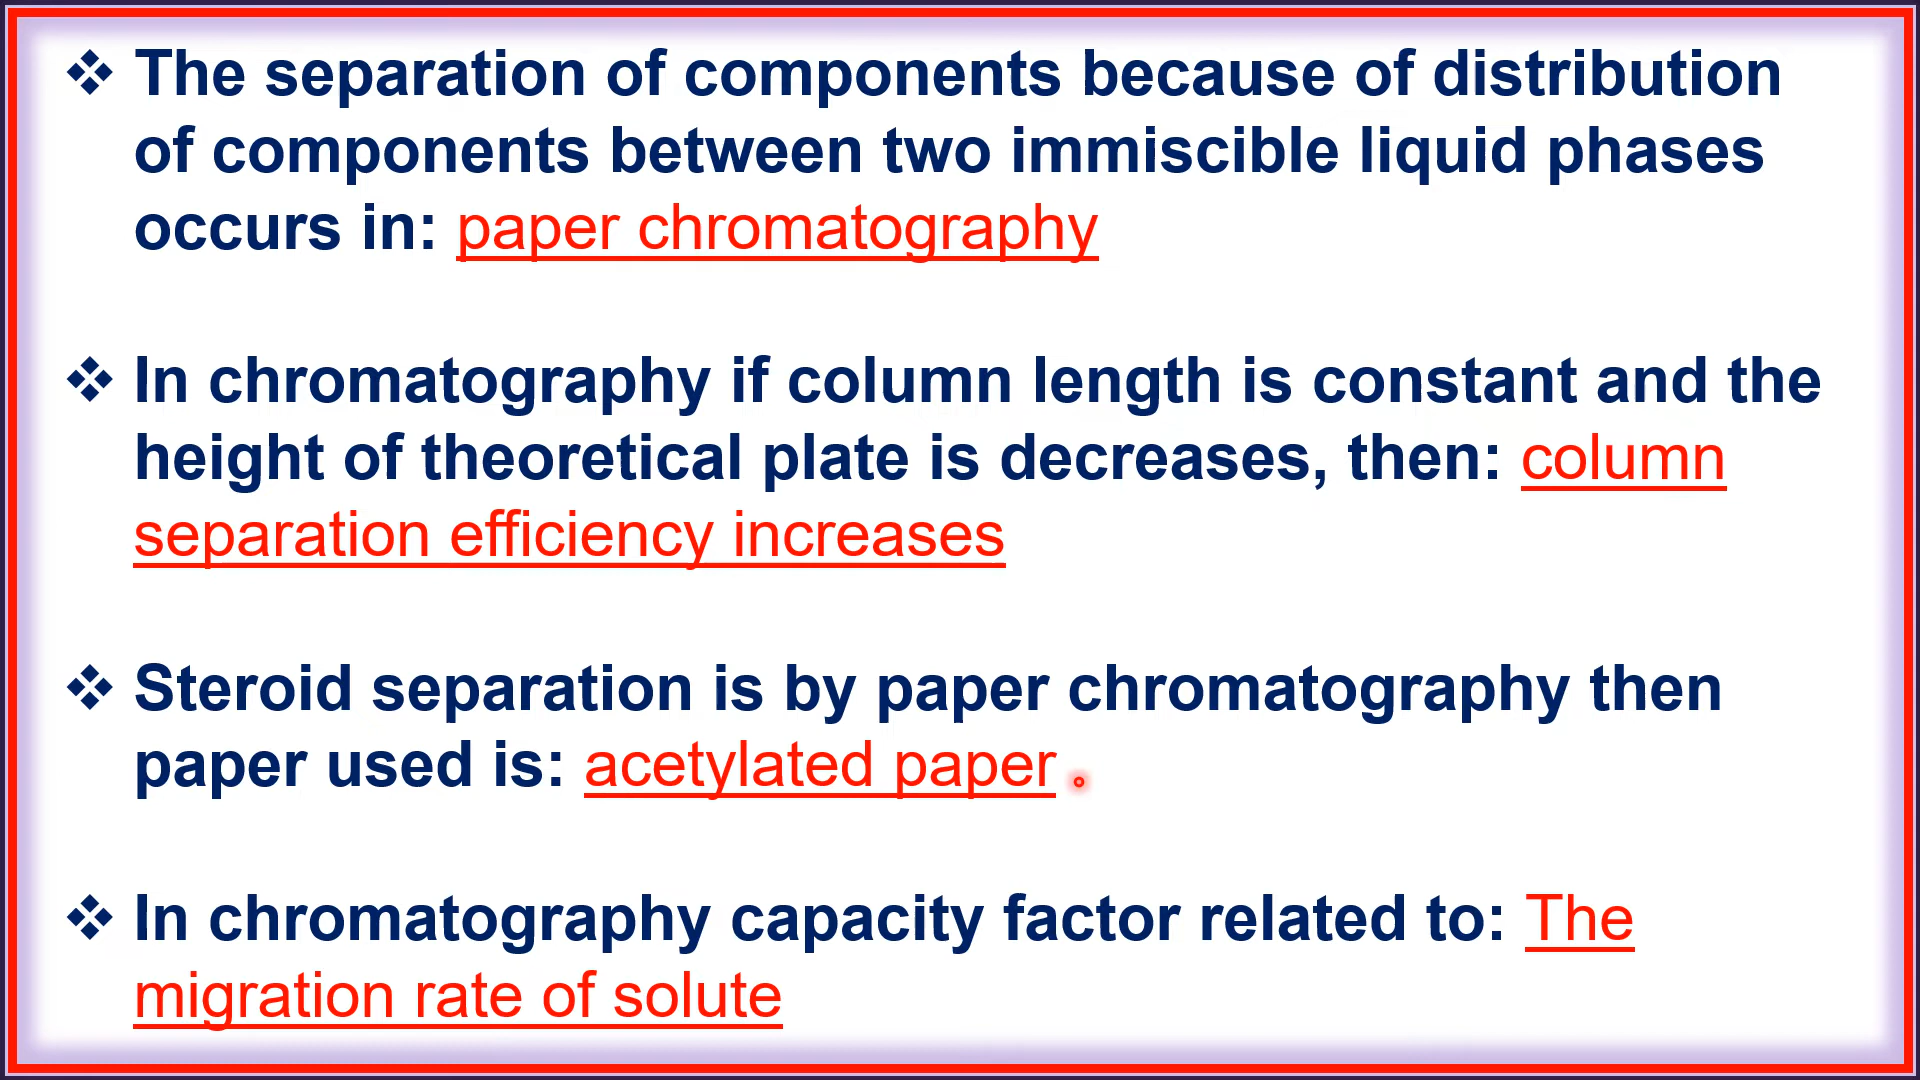 ❖ The separation of components because of distribution
of components between two immiscible liquid phases
occurs in: paper chromatography
❖ In chromatography if column length is constant and the
height of theoretical plate is decreases, then: column
separation efficiency increases
❖ Steroid separation is by paper chromatography then
paper used is: acetylated paper
❖ In chromatography capacity factor related to: The
migration rate of solute